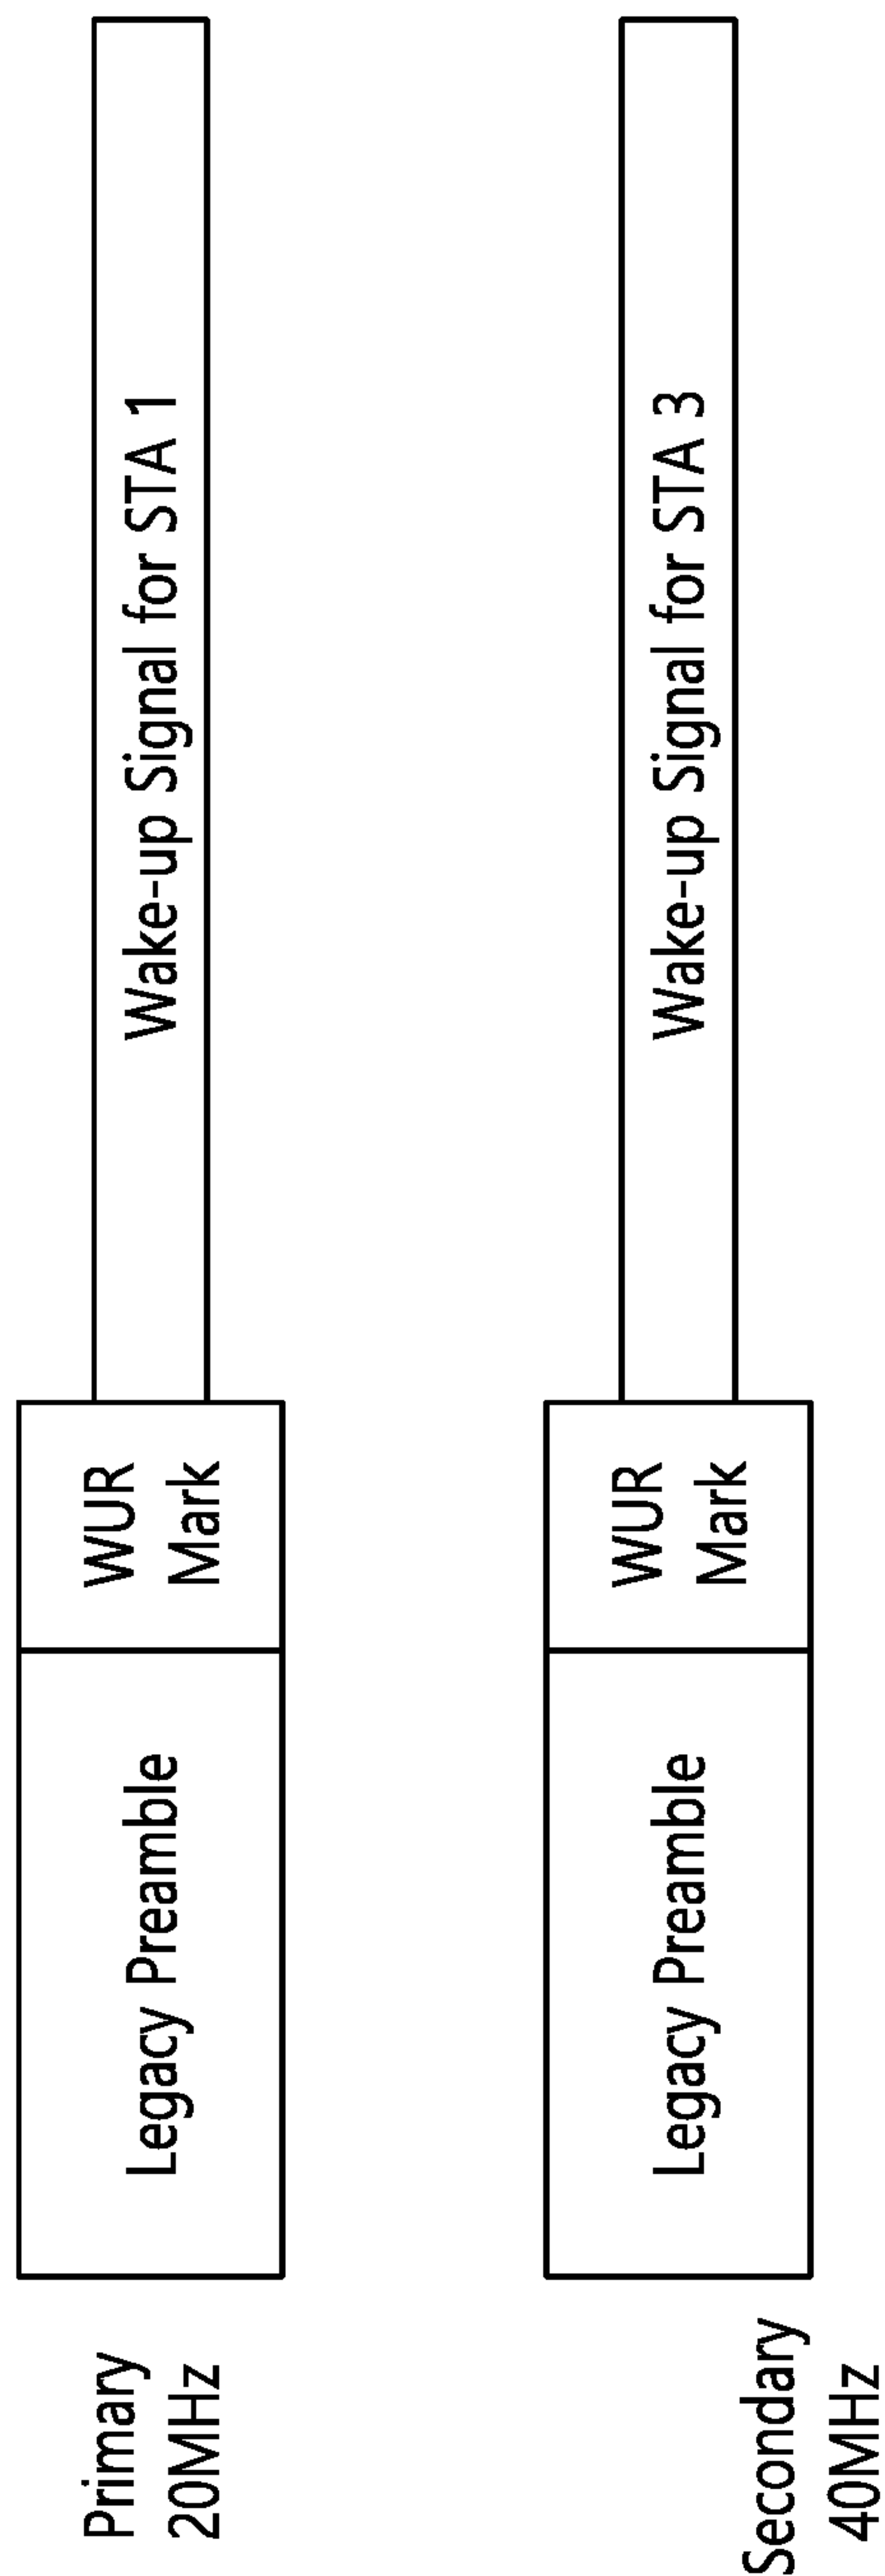 Primary
20MHz
Legacy Preamble
WUR
Mark
Wake-up Signal for STA 1
Secondary
40MHz
Legacy Preamble
WUR
Mark
Wake-up Signal for STA 3